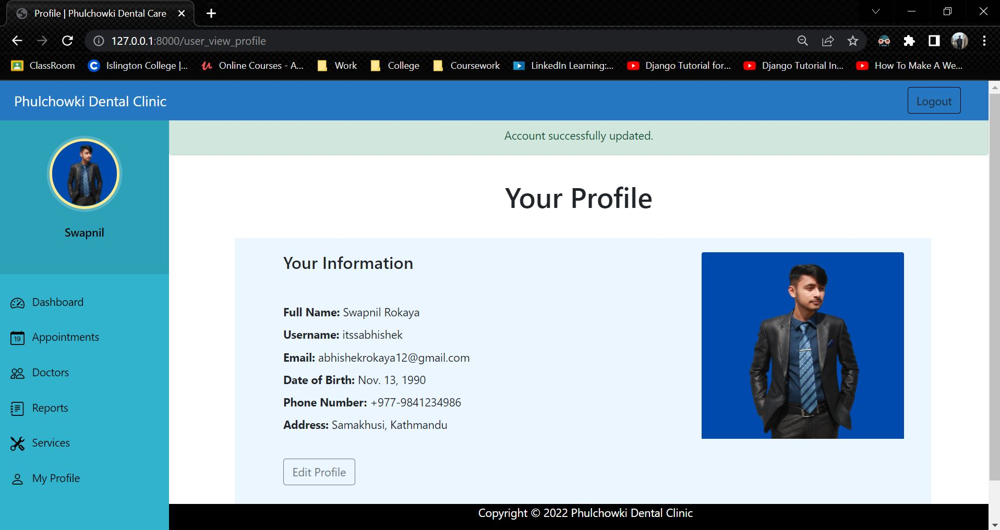 Profile | Phulchowki Dental Care
127.0.0.1:8000/user_view_profile
ClassRoom
Islington College |...
Online Courses - A...
Work
College
Coursework
LinkedIn Learning:...
Django Tutorial for...
Django Tutorial In...
How To Make A We...
Phulchowki Dental Clinic
Logout
Account successfully updated.
Swapnil
Dashboard
19
Appointments
Doctors
Reports
Services
My Profile
Your Profile
Your Information
Full Name: Swapnil Rokaya
Username: itssabhishek
Email: abhishekrokaya12@gmail.com
Date of Birth: Nov. 13, 1990
Phone Number: +977-9841234986
Address: Samakhusi, Kathmandu
Edit Profile
Copyright © 2022 Phulchowki Dental Clinic